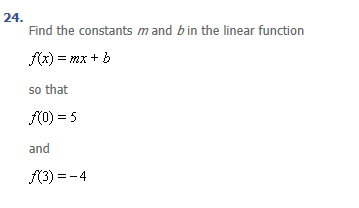 24.
Find the constants m and b in the linear function
f(x) = mx + b
so that
f(0) = 5
and
f(3) = – 4